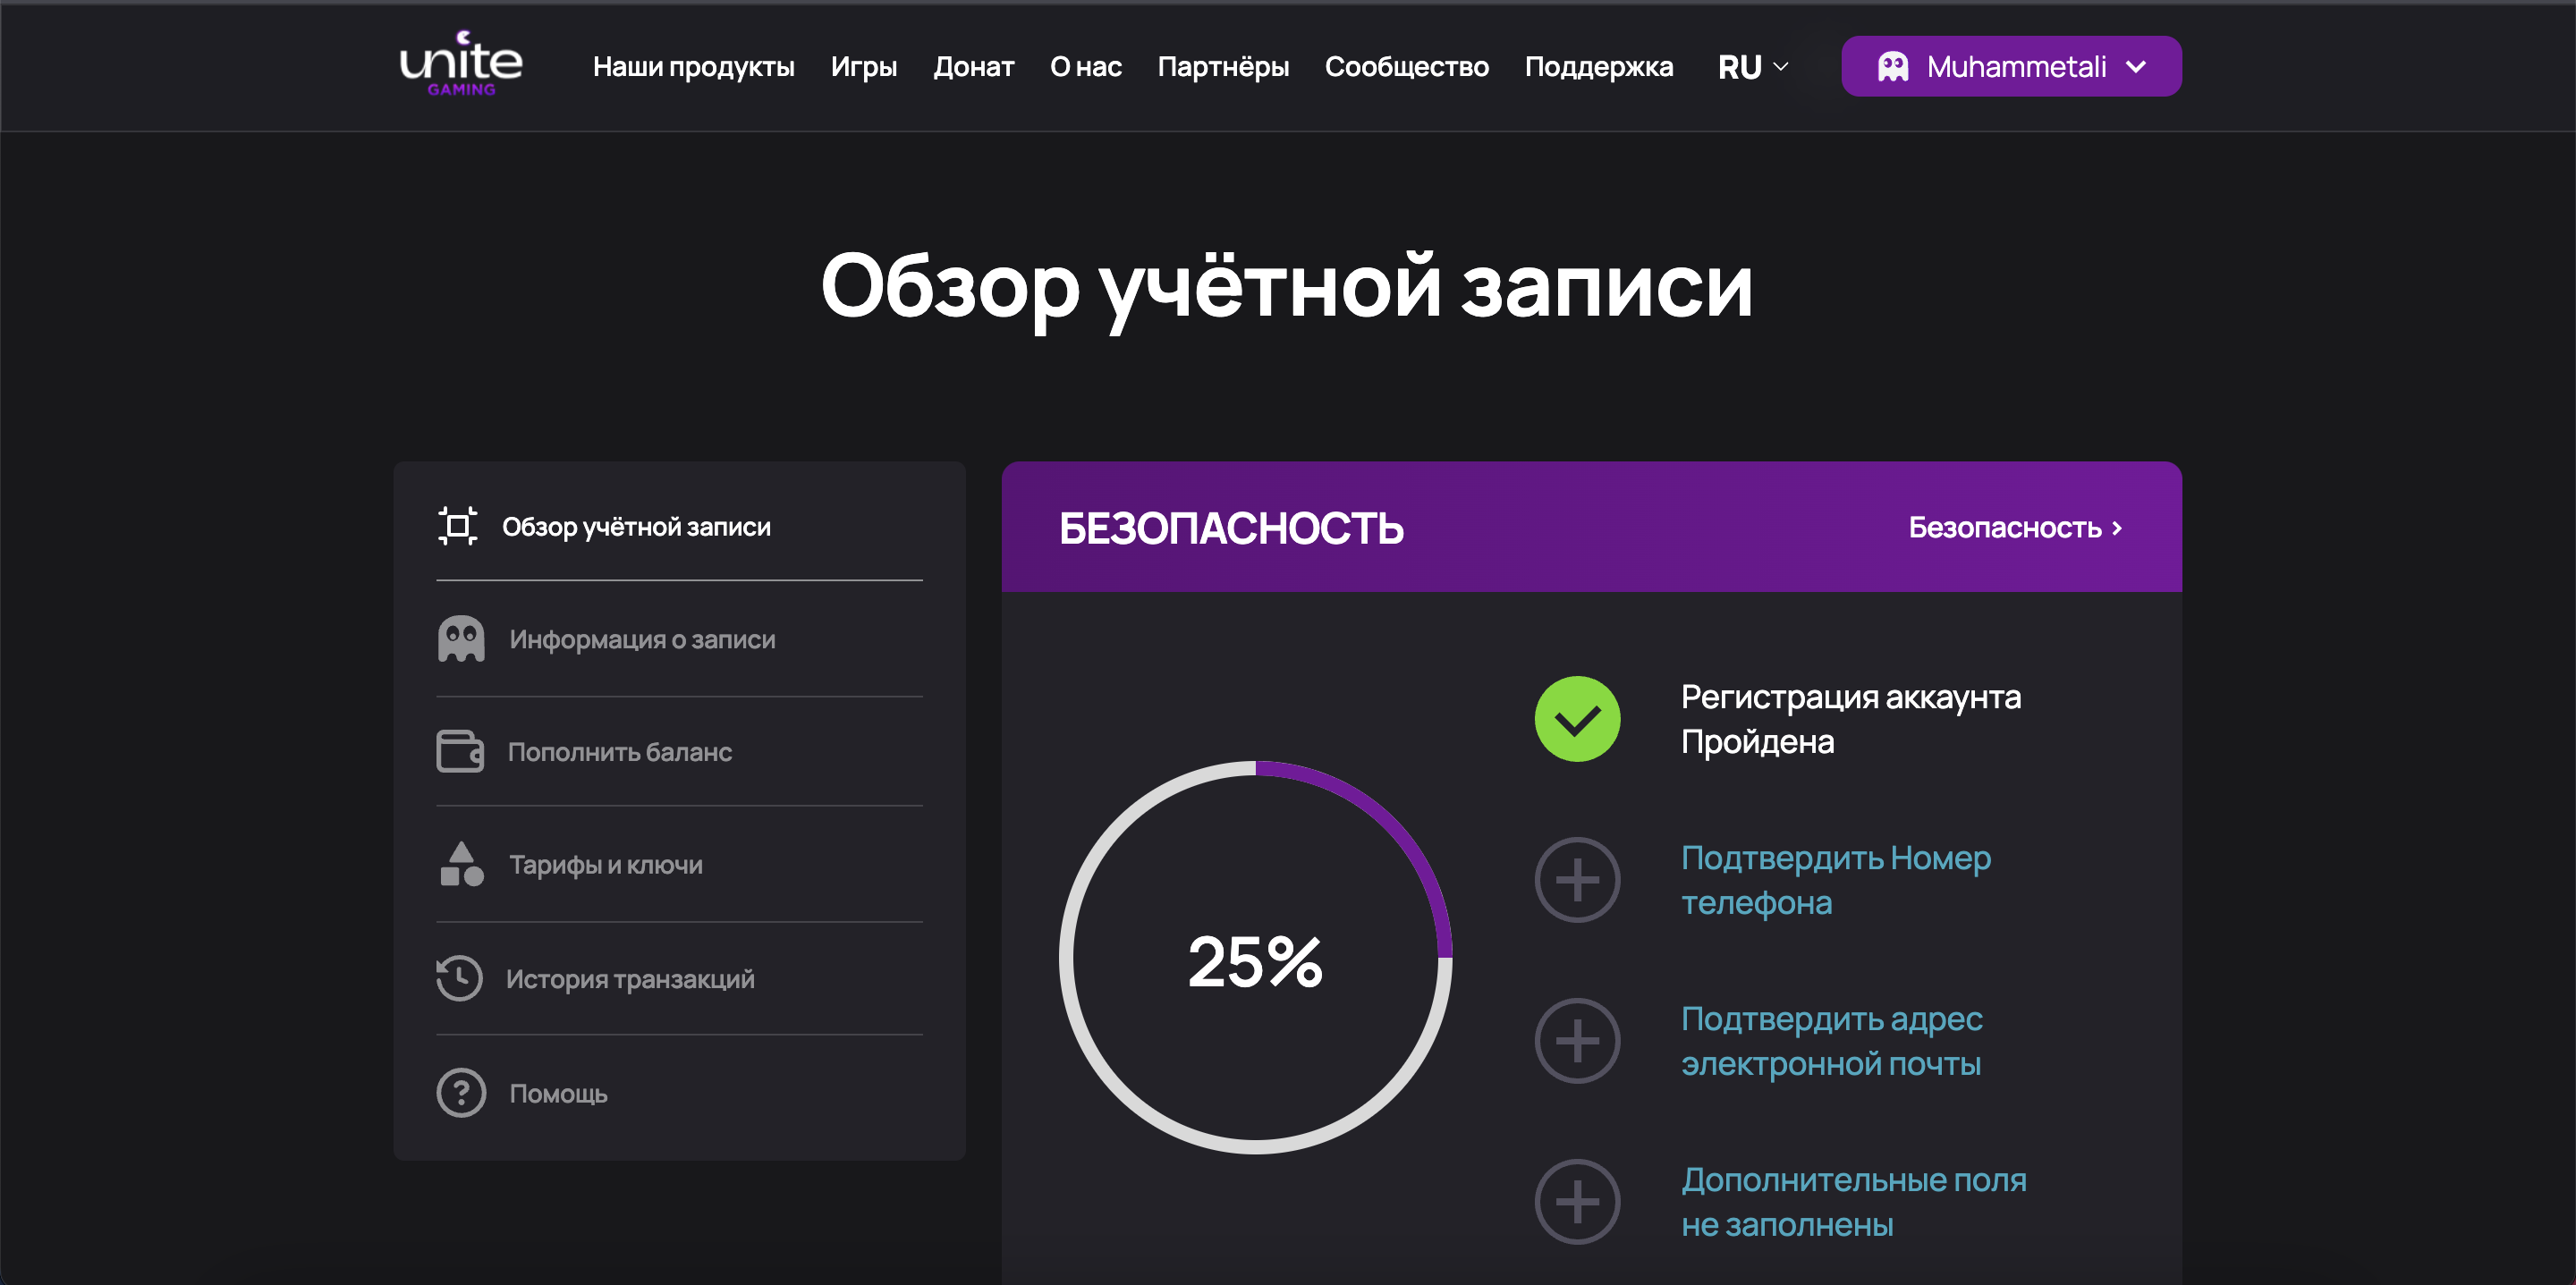 unite
GAMING
Наши продукты
Игры
Донат
О нас
Партнёры
Сообщество
Поддержка
RU
Muhammetali
Обзор учётной записи
Обзор учётной записи
Информация о записи
Пополнить баланс
Тарифы и ключи
История транзакций
Помощь
БЕЗОПАСНОСТЬ
Безопасность
25%
Регистрация аккаунта
Пройдена
Подтвердить Номер
телефона
Подтвердить адрес
электронной почты
Дополнительные поля
не заполнены